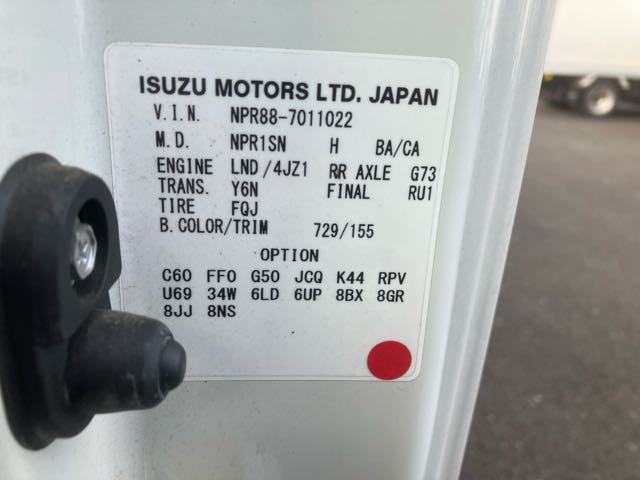 ISUZU MOTORS LTD. JAPAN
V.I.N. NPR88-7011022
M.D. NPR1SN H BA/CA
ENGINE LND/4JZ1 RR AXLE G73
TRANS. Y6N FINAL RU1
TIRE FQJ
B.COLOR/TRIM 729/155
OPTION
C60 FF0 G50 JCQ K44 RPV
U69 34W 6LD 6UP 8BX 8GR
8JJ 8NS